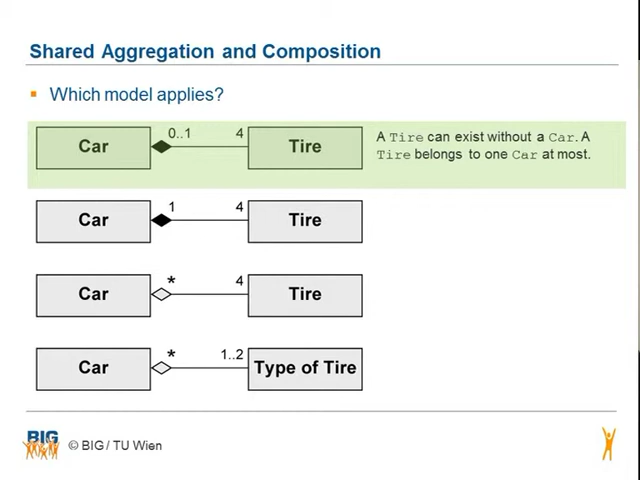 Shared Aggregation and Composition
Which model applies?
Car 0..1 4 Tire
A Tire can exist without a Car. A
Tire belongs to one Car at most.
Car 1 4 Tire
Car * 4 Tire
Car * 1..2 Type of Tire
BIG © BIG / TU Wien